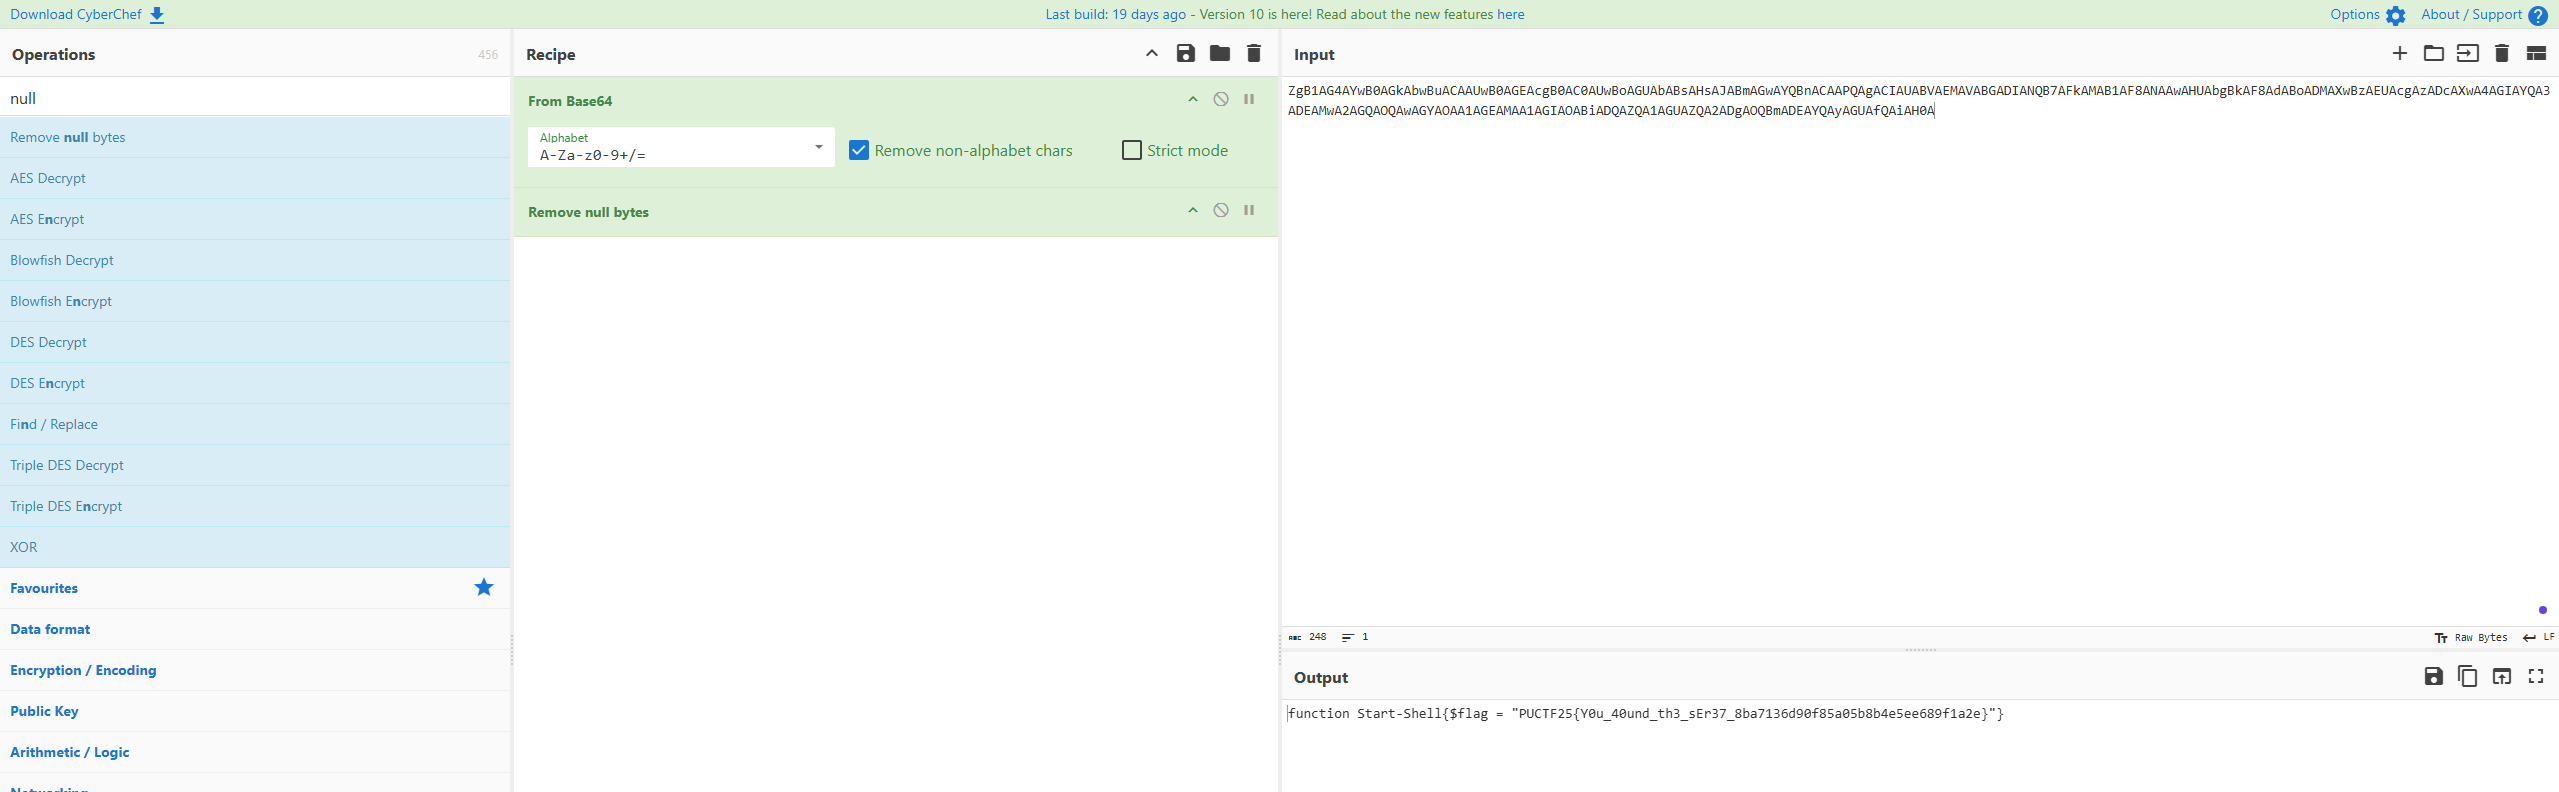 Download CyberChef
Last build: 19 days ago - Version 10 is here! Read about the new features here
Options
About / Support
Operations
456
null
Remove null bytes
AES Decrypt
AES Encrypt
Blowfish Decrypt
Blowfish Encrypt
DES Decrypt
DES Encrypt
Find / Replace
Triple DES Decrypt
Triple DES Encrypt
XOR
Favourites
Data format
Encryption / Encoding
Public Key
Arithmetic / Logic
Networking
Recipe
From Base64
Alphabet
A-Za-z0-9+/=
Remove non-alphabet chars
Strict mode
Remove null bytes
Input
ZgB1AG4AYwB0AGkAbwBuACAAUwB0AGEAcgB0AC0AUwBoAGUAbABsAHsAJABmAGwAYQBnACAAPQAgACIAUABVAEMAVABGADIANQB7AFkAMAB1AF8ANAAwAHUAbgBkAF8AdABoADMAXwBzAEUAcgAzADcAXwA4AGIAYQA3
ADEAMwA2AGQAOQAwAGYAOAA1AGEAMAA1AGIAOABiADQAZQA1AGUAZQA2ADgAOQBmADEAYQAyAGUAfQAiAH0A
ABC 248 1
Raw Bytes LF
Output
function Start-Shell{$flag = "PUCTF25{Y0u_40und_th3_sEr37_8ba7136d90f85a05b8b4e5ee689f1a2e}"}